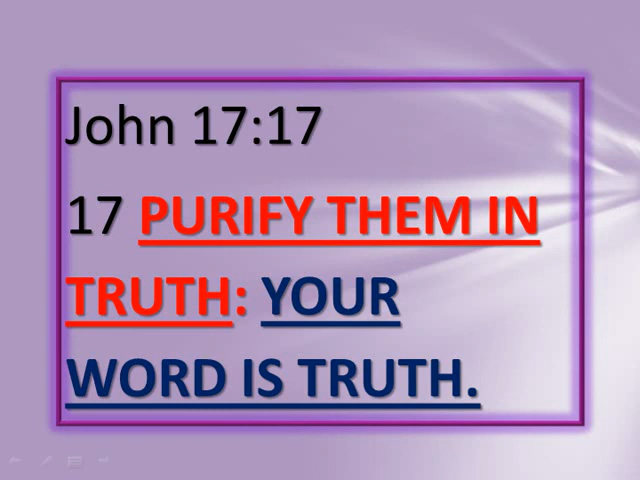 John 17:17
17 PURIFY THEM IN
TRUTH: YOUR
WORD IS TRUTH.